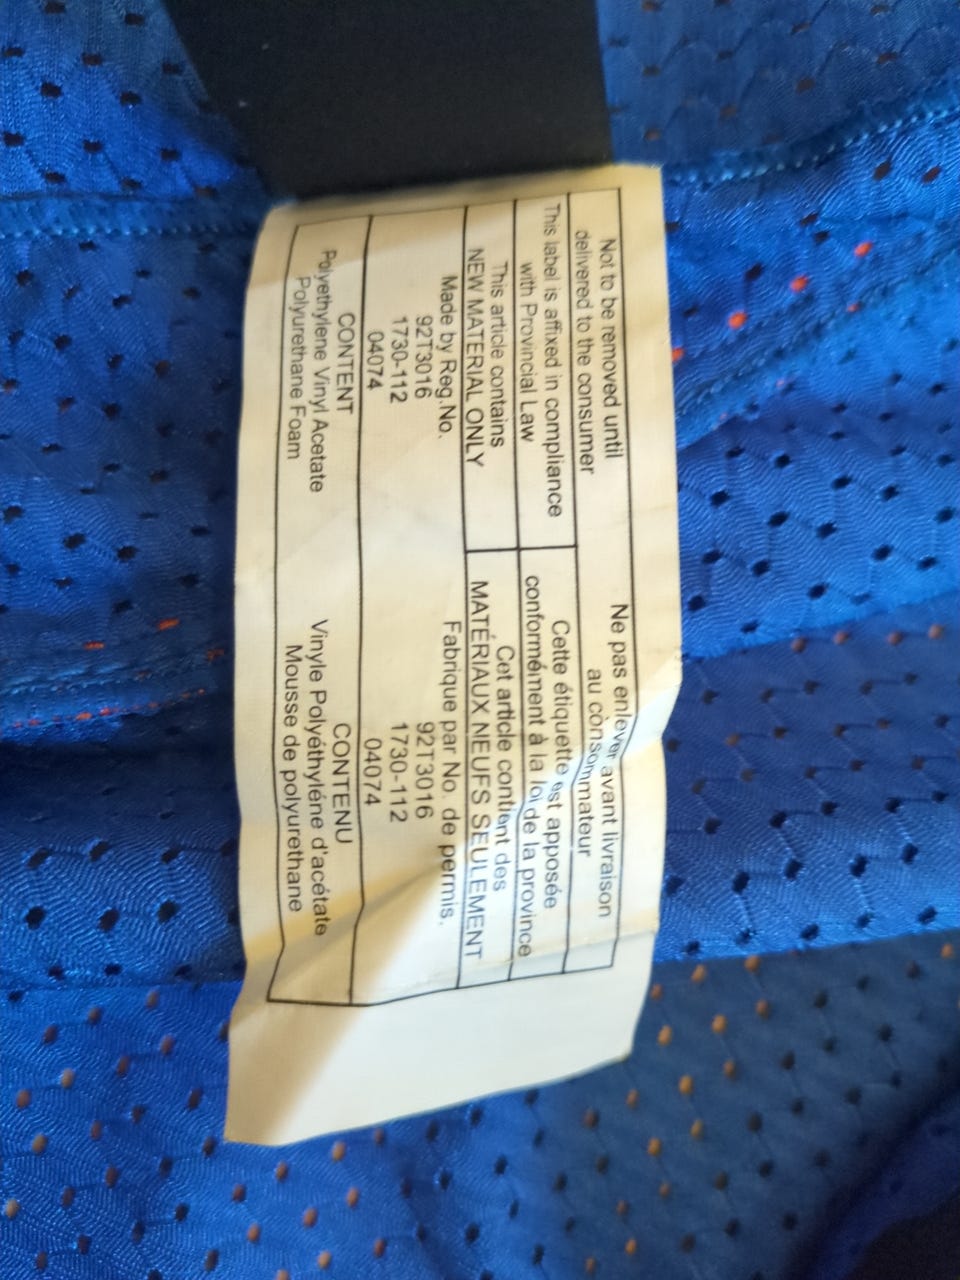 Not to be removed until
delivered to the consumer
Ne pas enlever avant livraison
au consommateur
This label is affixed in compliance
with Provincial Law
Cette étiquette est apposée
conformément à la loi de la province
This article contains
NEW MATERIAL ONLY
Cet article contient des
MATÉRIAUX NEUFS SEULEMENT
Made by Reg.No.
92T3016
1730-112
04074
Fabrique par No. de permis.
92T3016
1730-112
04074
CONTENT
Polyethylene Vinyl Acetate
Polyurethane Foam
CONTENU
Vinyle Polyéthyléne d'acétate
Mousse de polyurethane